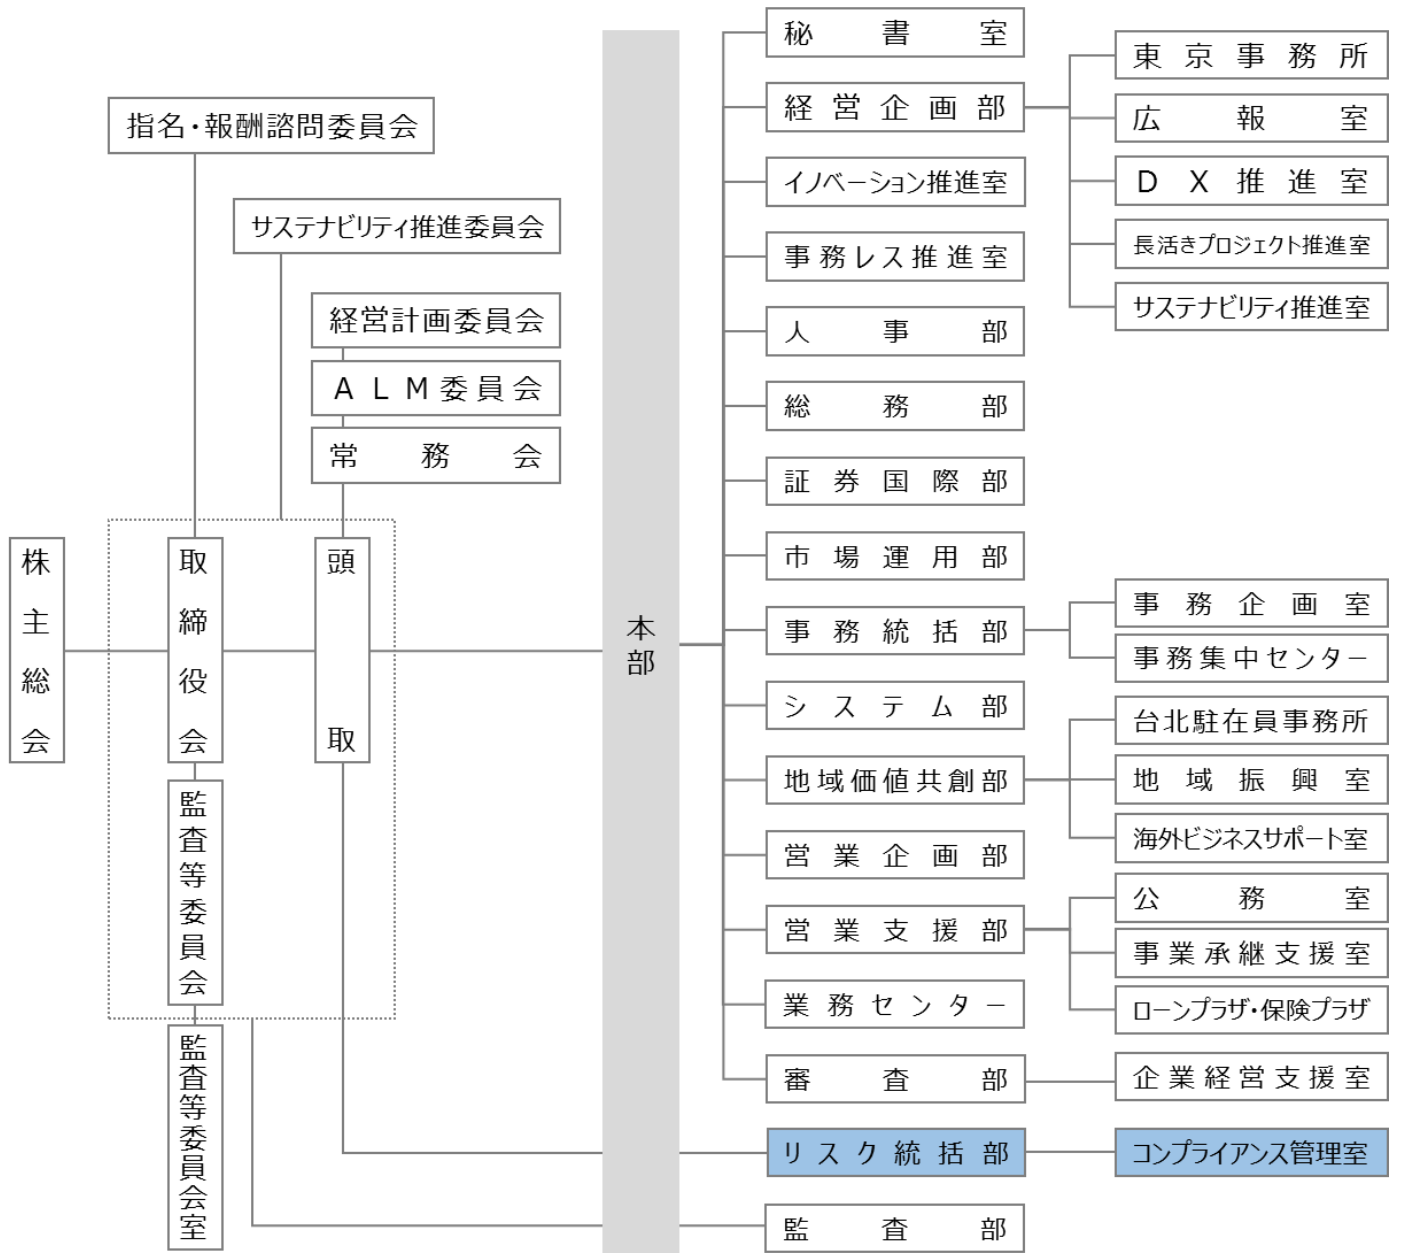 指名・報酬諮問委員会
サステナビリティ推進委員会
経営計画委員会
ALM委員会
常務会
株主総会
取締役会
頭取
監査等委員会
監査等委員会室
本部
秘書室
経営企画部
東京事務所
広報室
DX推進室
長活きプロジェクト推進室
サステナビリティ推進室
イノベーション推進室
事務レス推進室
人事部
総務部
証券国際部
市場運用部
事務統括部
事務企画室
事務集中センター
システム部
地域価値共創部
台北駐在員事務所
地域振興室
海外ビジネスサポート室
営業企画部
営業支援部
公務室
事業承継支援室
ローンプラザ・保険プラザ
業務センター
審査部
企業経営支援室
リスク統括部
コンプライアンス管理室
監査部